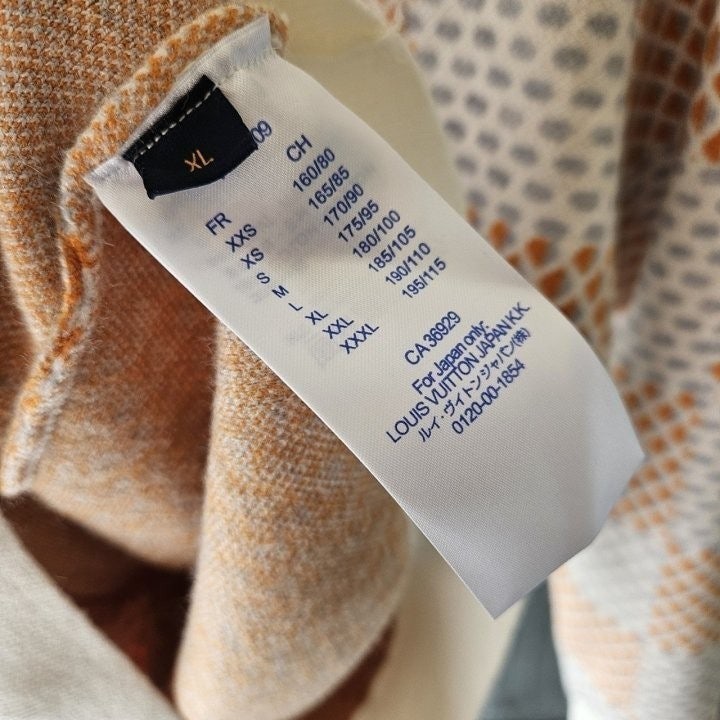 XL
09
FR CH
XXS 160/80
XS 165/85
S 170/90
M 175/95
L 180/100
XL 185/105
XXL 190/110
XXXL 195/115
CA 36929
For Japan only:
LOUIS VUITTON JAPAN K.K
ルイ・ヴィトンジャパン(株)
0120-00-1854